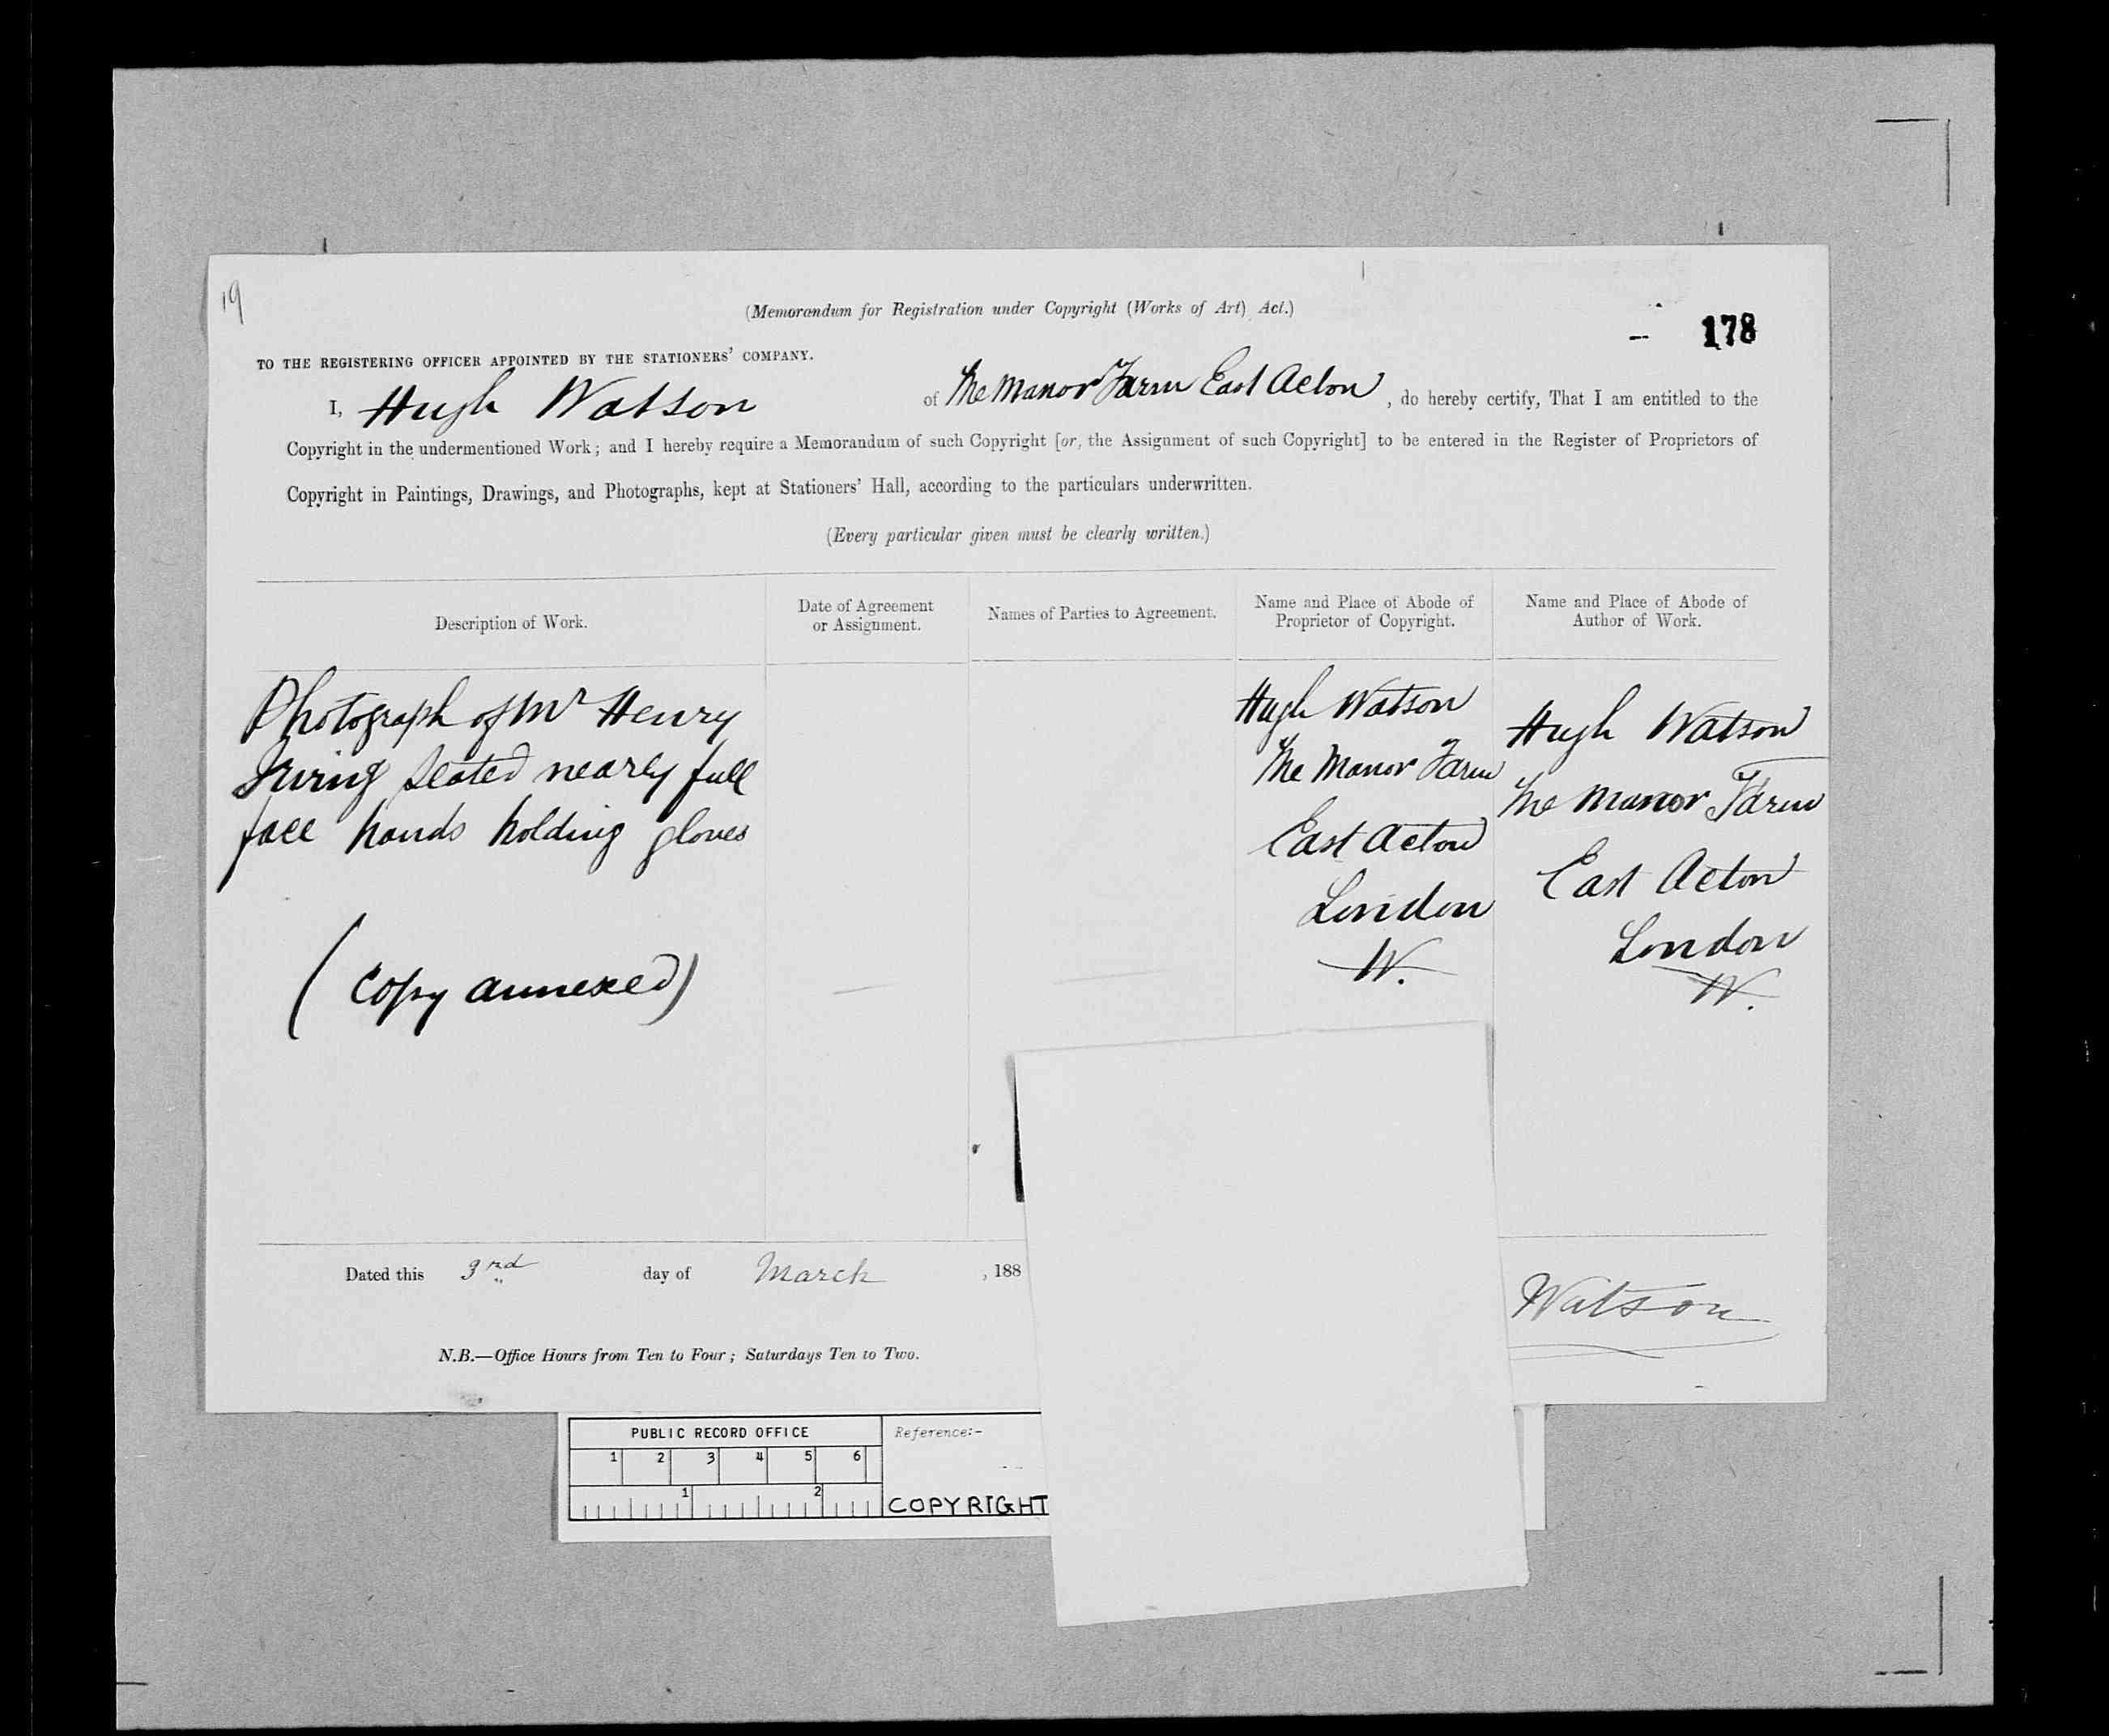 19
(Memorandum for Registration under Copyright (Works of Art) Act.)
178
TO THE REGISTERING OFFICER APPOINTED BY THE STATIONERS' COMPANY.
I, Hugh Watson of The Manor Farm East Acton, do hereby certify, That I am entitled to the
Copyright in the undermentioned Work; and I hereby require a Memorandum of such Copyright [or, the Assignment of such Copyright] to be entered in the Register of Proprietors of
Copyright in Paintings, Drawings, and Photographs, kept at Stationers' Hall, according to the particulars underwritten.
(Every particular given must be clearly written.)
Description of Work.
Date of Agreement
or Assignment.
Names of Parties to Agreement.
Name and Place of Abode of
Proprietor of Copyright.
Name and Place of Abode of
Author of Work.
Photograph of Mr Henry
Irving seated nearly full
face hands holding gloves
(Copy annexed)
Hugh Watson
The Manor Farm
East Acton
London
W.
Hugh Watson
The Manor Farm
East Acton
London
W.
Dated this 3rd day of March, 188
Watson
N.B.—Office Hours from Ten to Four; Saturdays Ten to Two.
PUBLIC RECORD OFFICE
Reference:-
1 2 3 4 5 6
1 2
COPYRIGHT